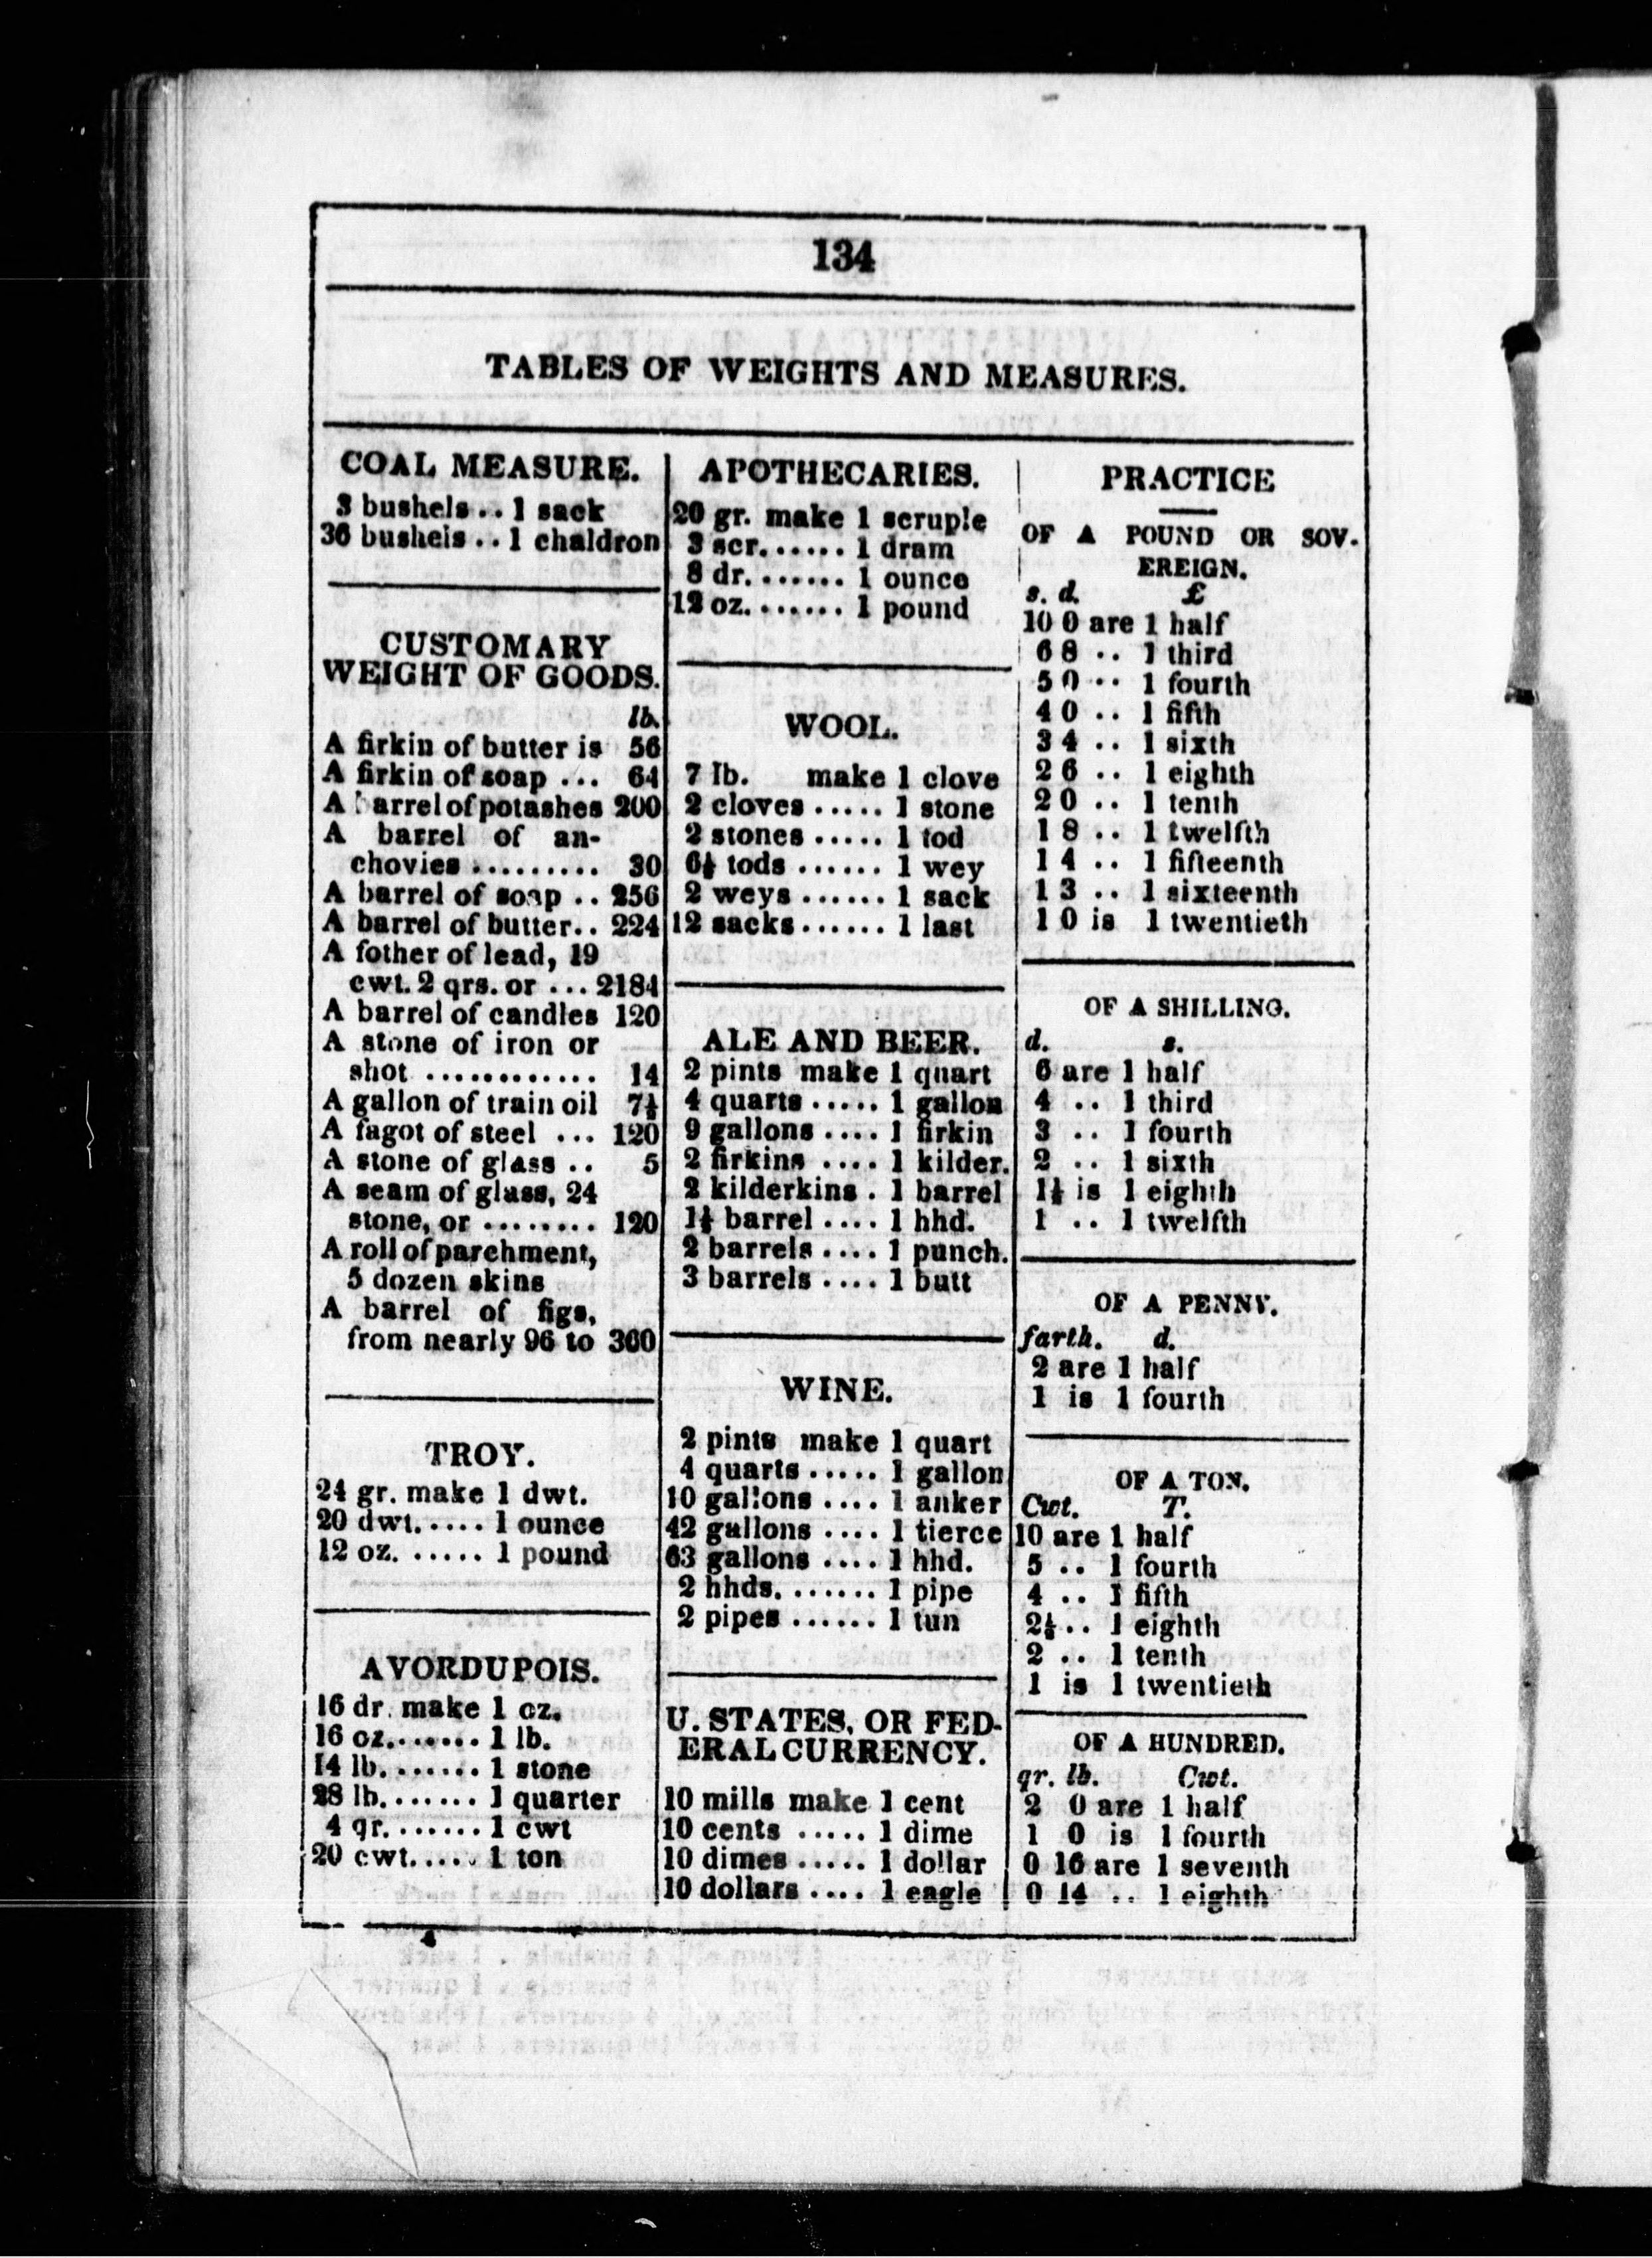 134
TABLES OF WEIGHTS AND MEASURES.
COAL MEASURE.
3 bushels .. 1 sack
36 bushels .. 1 chaldron
CUSTOMARY
WEIGHT OF GOODS.
lb.
A firkin of butter is 56
A firkin of soap ... 64
A barrel of potashes 200
A barrel of an-
chovies .......... 30
A barrel of soap .. 256
A barrel of butter.. 224
A fother of lead, 19
cwt. 2 qrs. or ... 2184
A barrel of candles 120
A stone of iron or
shot ............ 14
A gallon of train oil 7½
A fagot of steel ... 120
A stone of glass .. 5
A seam of glass, 24
stone, or ........ 120
A roll of parchment,
5 dozen skins
A barrel of figs,
from nearly 96 to 360
TROY.
24 gr. make 1 dwt.
20 dwt. .... 1 ounce
12 oz. ..... 1 pound
AVORDUPOIS.
16 dr. make 1 oz.
16 oz. ...... 1 lb.
14 lb. ...... 1 stone
28 lb. ...... 1 quarter
4 qr. ...... 1 cwt
20 cwt. .... 1 ton
APOTHECARIES.
20 gr. make 1 scruple
3 scr. ..... 1 dram
8 dr. ...... 1 ounce
12 oz. ...... 1 pound
WOOL.
7 lb. make 1 clove
2 cloves ..... 1 stone
2 stones ..... 1 tod
6½ tods ...... 1 wey
2 weys ...... 1 sack
12 sacks ...... 1 last
ALE AND BEER.
2 pints make 1 quart
4 quarts ..... 1 gallon
9 gallons .... 1 firkin
2 firkins .... 1 kilder.
2 kilderkins . 1 barrel
1½ barrel .... 1 hhd.
2 barrels .... 1 punch.
3 barrels .... 1 butt
WINE.
2 pints make 1 quart
4 quarts ..... 1 gallon
10 gallons .... 1 anker
42 gallons .... 1 tierce
63 gallons .... 1 hhd.
2 hhds. ...... 1 pipe
2 pipes ...... 1 tun
U. STATES, OR FED-
ERAL CURRENCY.
10 mills make 1 cent
10 cents ..... 1 dime
10 dimes ..... 1 dollar
10 dollars .... 1 eagle
PRACTICE
OF A POUND OR SOV-
EREIGN.
s. d. £
10 0 are 1 half
6 8 .. 1 third
5 0 .. 1 fourth
4 0 .. 1 fifth
3 4 .. 1 sixth
2 6 .. 1 eighth
2 0 .. 1 tenth
1 8 .. 1 twelfth
1 4 .. 1 fifteenth
1 3 .. 1 sixteenth
1 0 is 1 twentieth
OF A SHILLING.
d. s.
6 are 1 half
4 .. 1 third
3 .. 1 fourth
2 .. 1 sixth
1½ is 1 eighth
1 .. 1 twelfth
OF A PENNY.
farth. d.
2 are 1 half
1 is 1 fourth
OF A TON.
Cwt. T.
10 are 1 half
5 .. 1 fourth
4 .. 1 fifth
2½ .. 1 eighth
2 .. 1 tenth
1 is 1 twentieth
OF A HUNDRED.
qr. lb. Cwt.
2 0 are 1 half
1 0 is 1 fourth
0 16 are 1 seventh
0 14 .. 1 eighth